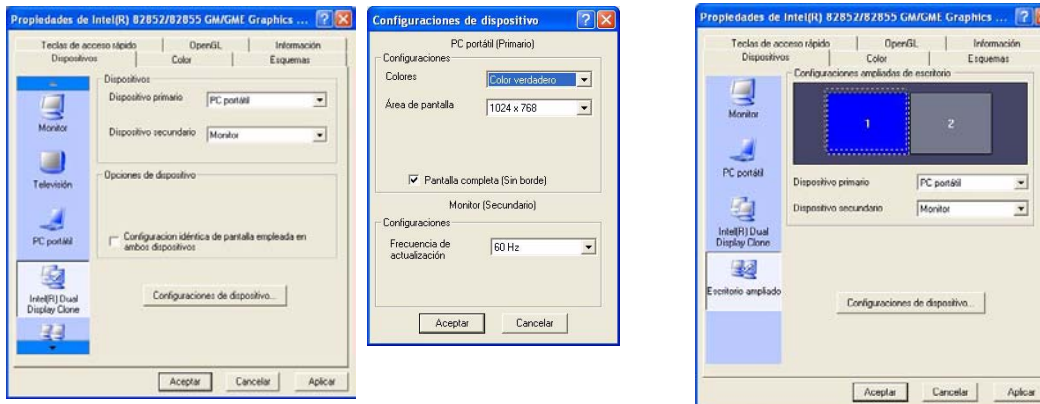 Propiedades de Intel(R) 82852/82855 GM/GME Graphics ...
Teclas de acceso rápido
OpenGL
Información
Dispositivos
Color
Esquemas
Monitor
Televisión
PC portátil
Intel(R) Dual
Display Clone
Dispositivos
Dispositivo primario
PC portátil
Dispositivo secundario
Monitor
Opciones de dispositivo
Configuracion idéntica de pantalla empleada en
ambos dispositivos
Configuraciones de dispositivo...
Aceptar
Cancelar
Aplicar
Configuraciones de dispositivo
PC portátil (Primario)
Configuraciones
Colores
Color verdadero
Área de pantalla
1024 x 768
Pantalla completa (Sin borde)
Monitor (Secundario)
Configuraciones
Frecuencia de
actualización
60 Hz
Aceptar
Cancelar
Propiedades de Intel(R) 82852/82855 GM/GME Graphics ...
Teclas de acceso rápido
OpenGL
Información
Dispositivos
Color
Esquemas
Monitor
PC portátil
Intel(R) Dual
Display Clone
Escritorio ampliado
Configuraciones ampliadas de escritorio
1
2
Dispositivo primario
PC portátil
Dispositivo secundario
Monitor
Configuraciones de dispositivo...
Aceptar
Cancelar
Aplicar